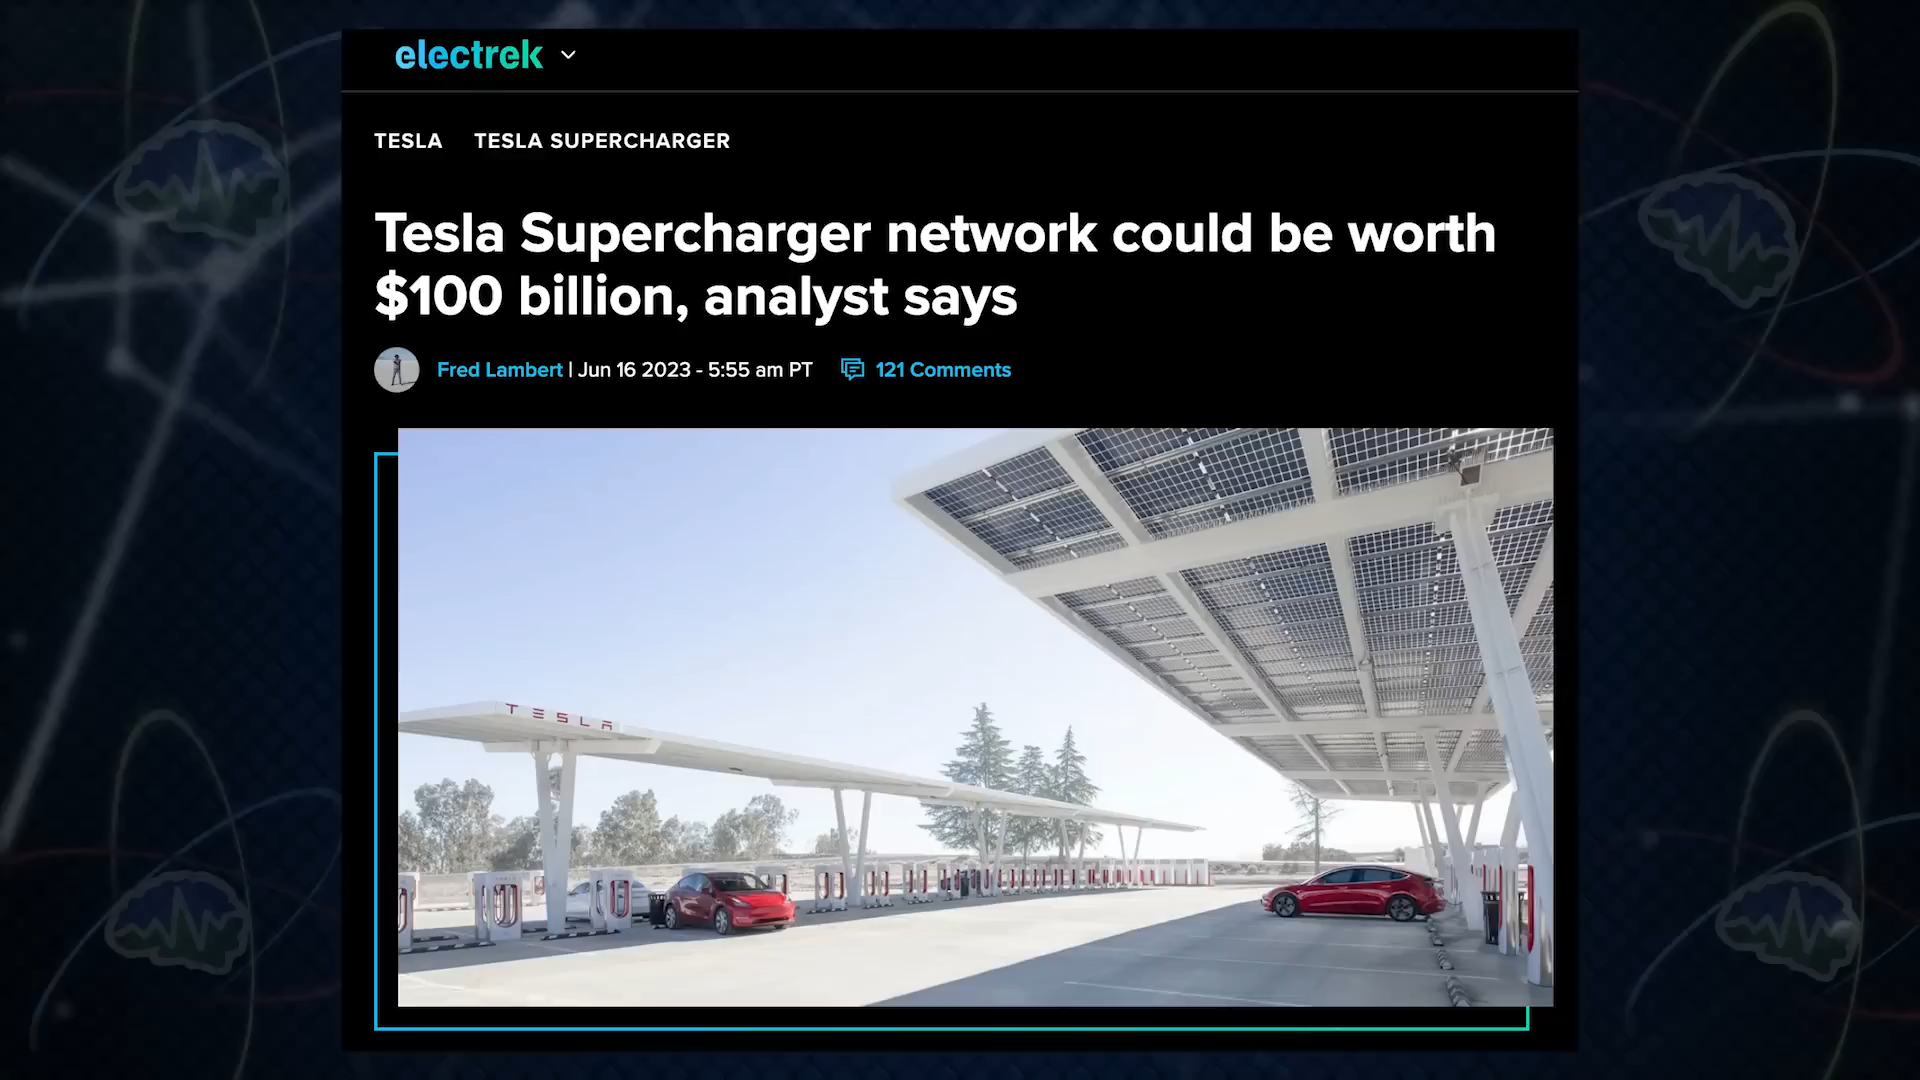 electrek
TESLA TESLA SUPERCHARGER
Tesla Supercharger network could be worth
$100 billion, analyst says
Fred Lambert | Jun 16 2023 - 5:55 am PT 121 Comments
TESLA